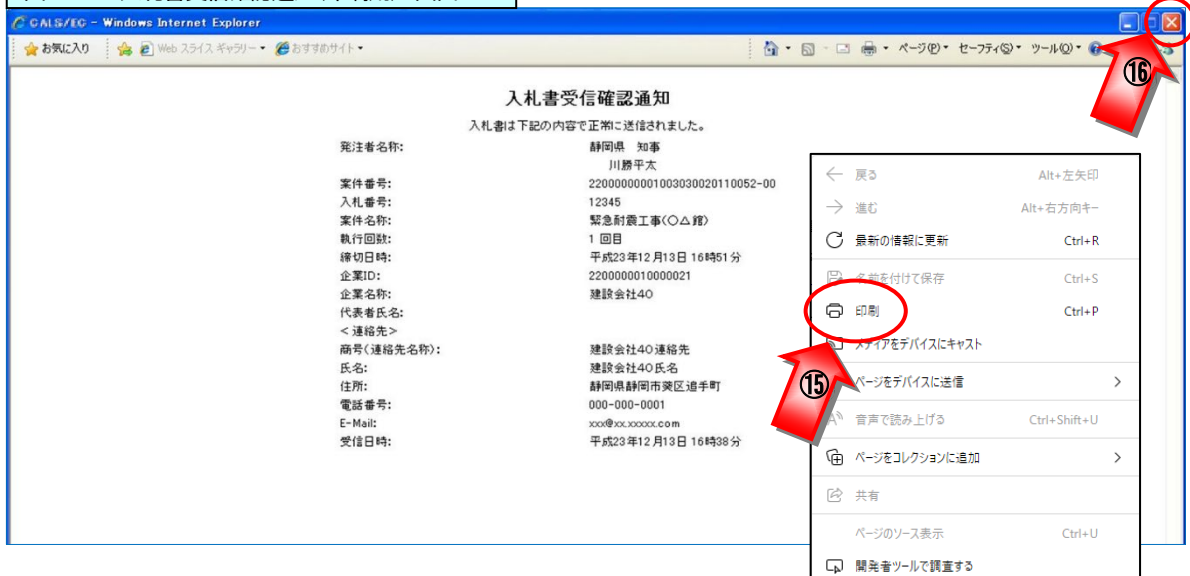 CALS/EC - Windows Internet Explorer
お気に入り Web スライス ギャラリー おすすめサイト ページ(P) セーフティ(S) ツール(O)
⑯
入札書受信確認通知
入札書は下記の内容で正常に送信されました。
発注者名称: 静岡県 知事
川勝平太
案件番号: 22000000001003030020110052-00
入札番号: 12345
案件名称: 緊急耐震工事(○△館)
執行回数: 1 回目
締切日時: 平成23年12月13日 16時51分
企業ID: 2200000010000021
企業名称: 建設会社40
代表者氏名:
<連絡先>
商号(連絡先名称): 建設会社40連絡先
氏名: 建設会社40氏名
住所: 静岡県静岡市葵区追手町
電話番号: 000-000-0001
E-Mail: xxx@xx.xxxxx.com
受信日時: 平成23年12月13日 16時38分
戻る Alt+左矢印
進む Alt+右方向キー
最新の情報に更新 Ctrl+R
名前を付けて保存 Ctrl+S
印刷 Ctrl+P
メディアをデバイスにキャスト
⑮
ページをデバイスに送信
音声で読み上げる Ctrl+Shift+U
ページをコレクションに追加
共有
ページのソース表示 Ctrl+U
開発者ツールで調査する